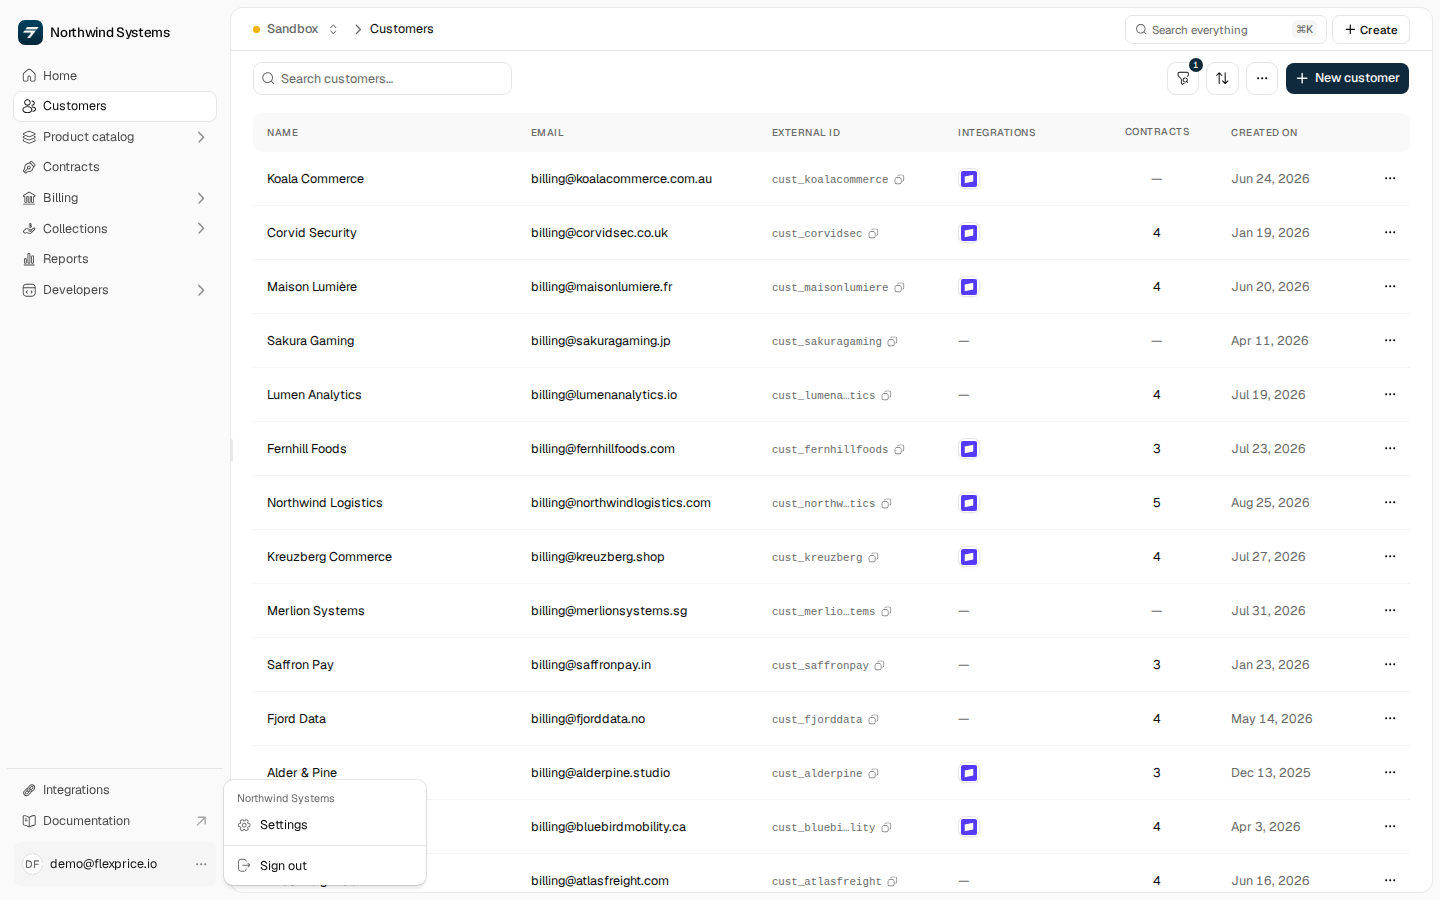 Northwind Systems
Home
Customers
Product catalog
Contracts
Billing
Collections
Reports
Developers
Integrations
Documentation
DF demo@flexprice.io
Sandbox
Customers
Search everything ⌘K
+ Create
Search customers...
1
+ New customer
NAME EMAIL EXTERNAL ID INTEGRATIONS CONTRACTS CREATED ON
Koala Commerce billing@koalacommerce.com.au cust_koalacommerce — Jun 24, 2026
Corvid Security billing@corvidsec.co.uk cust_corvidsec 4 Jan 19, 2026
Maison Lumière billing@maisonlumiere.fr cust_maisonlumiere 4 Jun 20, 2026
Sakura Gaming billing@sakuragaming.jp cust_sakuragaming — — Apr 11, 2026
Lumen Analytics billing@lumenanalytics.io cust_lumena…tics — 4 Jul 19, 2026
Fernhill Foods billing@fernhillfoods.com cust_fernhillfoods 3 Jul 23, 2026
Northwind Logistics billing@northwindlogistics.com cust_northw…tics 5 Aug 25, 2026
Kreuzberg Commerce billing@kreuzberg.shop cust_kreuzberg 4 Jul 27, 2026
Merlion Systems billing@merlionsystems.sg cust_merlio…tems — — Jul 31, 2026
Saffron Pay billing@saffronpay.in cust_saffronpay — 3 Jan 23, 2026
Fjord Data billing@fjorddata.no cust_fjorddata — 4 May 14, 2026
Alder & Pine billing@alderpine.studio cust_alderpine 3 Dec 13, 2025
billing@bluebirdmobility.ca cust_bluebi…lity 4 Apr 3, 2026
billing@atlasfreight.com cust_atlasfreight — 4 Jun 16, 2026
Northwind Systems
Settings
Sign out